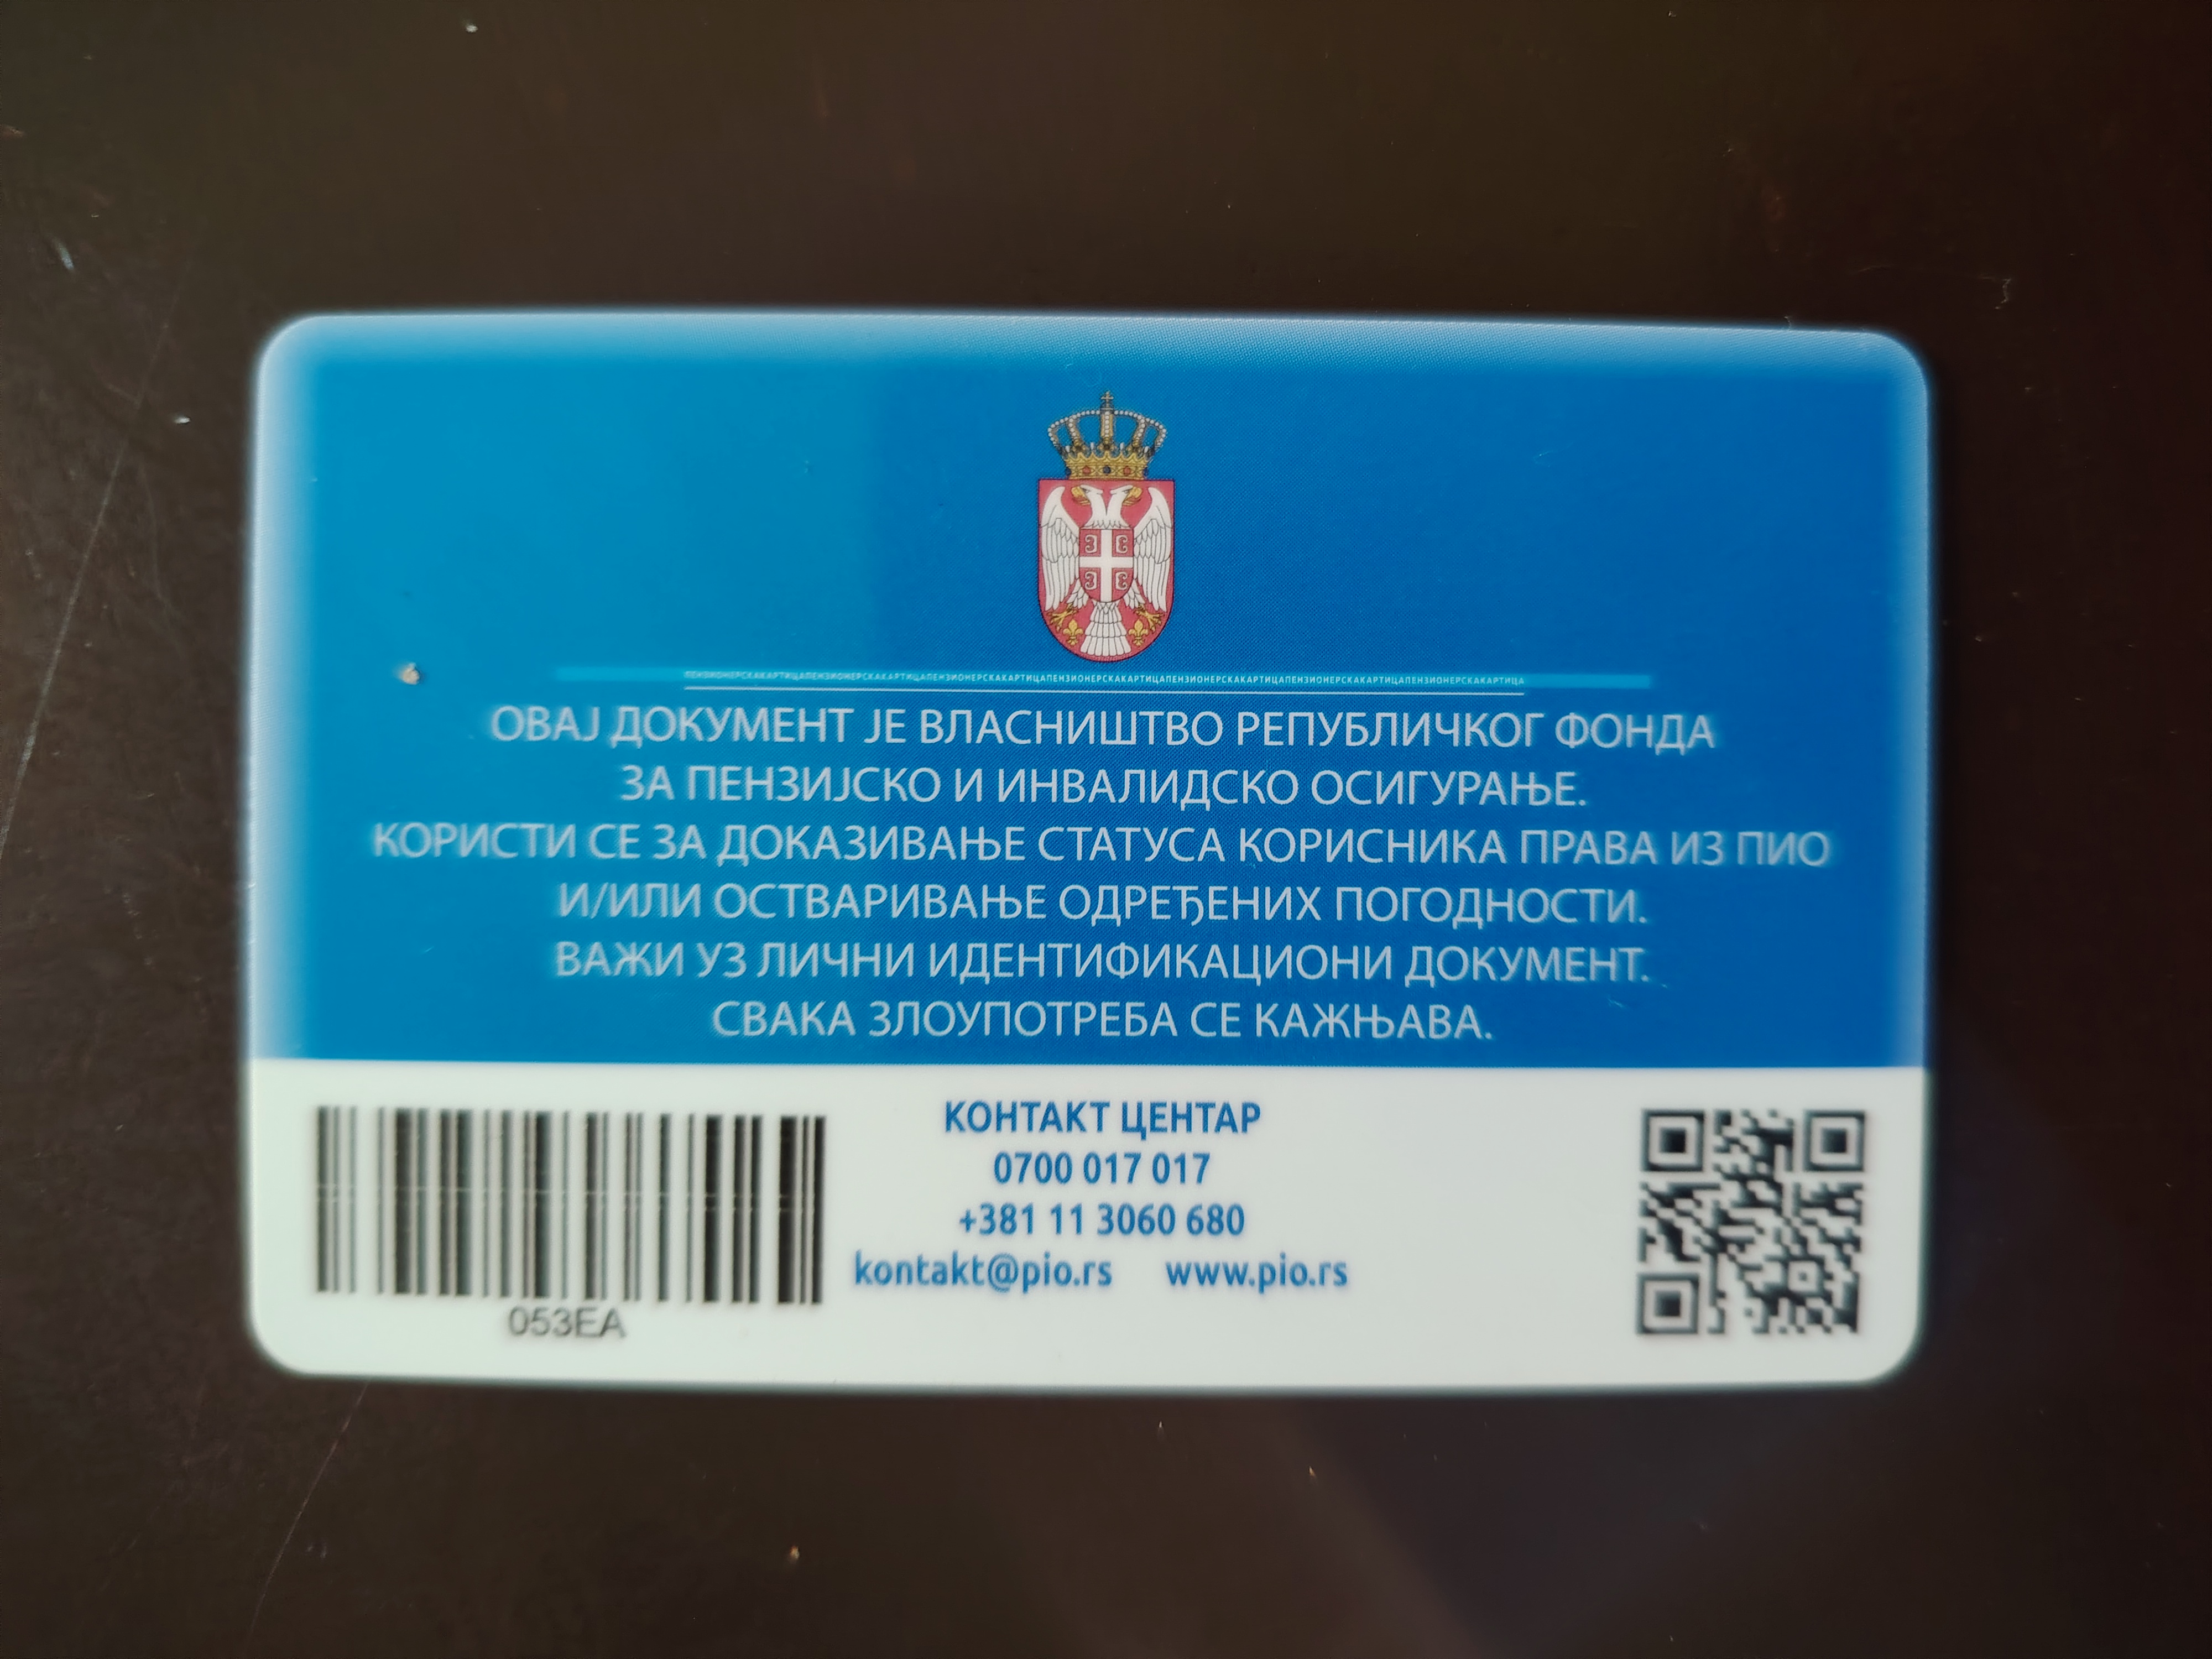 ПЕНЗИОНЕРСКАКАРТИЦАПЕНЗИОНЕРСКАКАРТИЦАПЕНЗИОНЕРСКАКАРТИЦАПЕНЗИОНЕРСКАКАРТИЦАПЕНЗИОНЕРСКАКАРТИЦАПЕНЗИОНЕРСКАКАРТИЦАПЕНЗИОНЕРСКАКАРТИЦА
ОВАЈ ДОКУМЕНТ ЈЕ ВЛАСНИШТВО РЕПУБЛИЧКОГ ФОНДА
ЗА ПЕНЗИЈСКО И ИНВАЛИДСКО ОСИГУРАЊЕ.
КОРИСТИ СЕ ЗА ДОКАЗИВАЊЕ СТАТУСА КОРИСНИКА ПРАВА ИЗ ПИО
И/ИЛИ ОСТВАРИВАЊЕ ОДРЕЂЕНИХ ПОГОДНОСТИ.
ВАЖИ УЗ ЛИЧНИ ИДЕНТИФИКАЦИОНИ ДОКУМЕНТ.
СВАКА ЗЛОУПОТРЕБА СЕ КАЖЊАВА.
КОНТАКТ ЦЕНТАР
0700 017 017
+381 11 3060 680
kontakt@pio.rs www.pio.rs
053EA